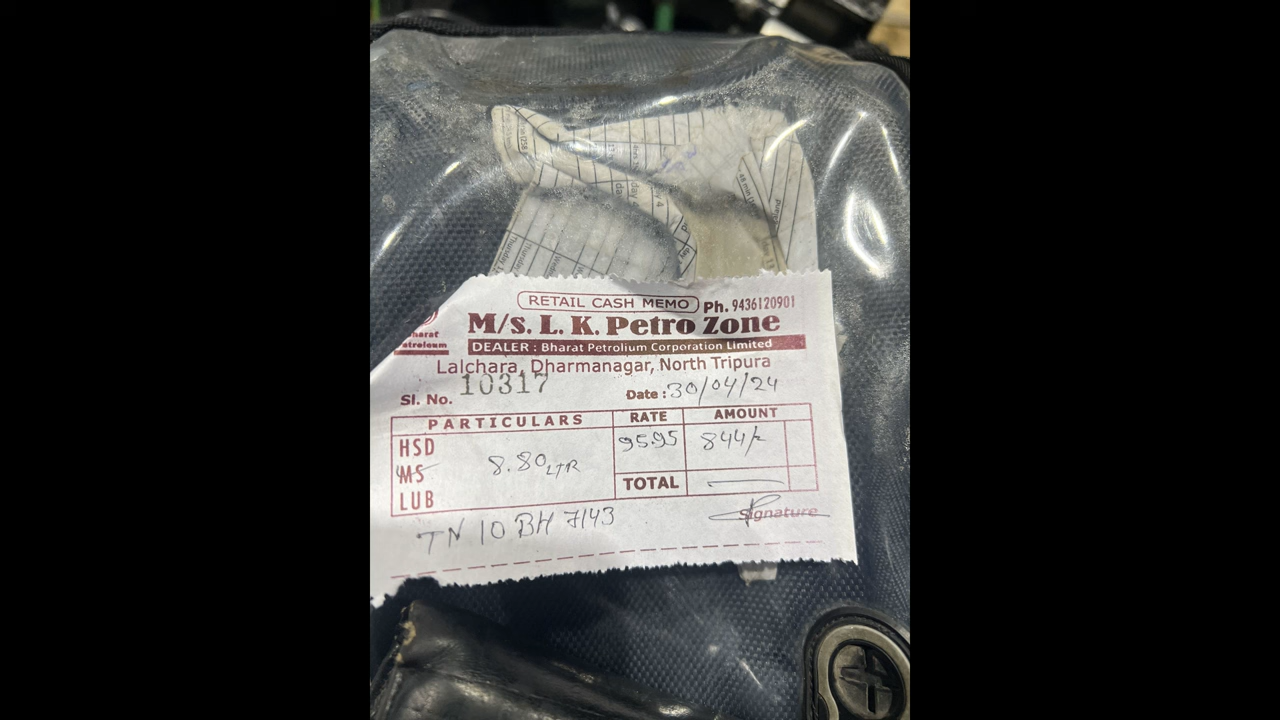 RETAIL CASH MEMO Ph. 9436120901
M/s. L. K. Petro Zone
DEALER : Bharat Petrolium Corporation Limited
Lalchara, Dharmanagar, North Tripura
Sl. No. 10317 Date : 30/04/24
PARTICULARS RATE AMOUNT
HSD 95.95 844/-
MS 8.80 LTR
LUB TOTAL
Signature
TN 10 BH 7143